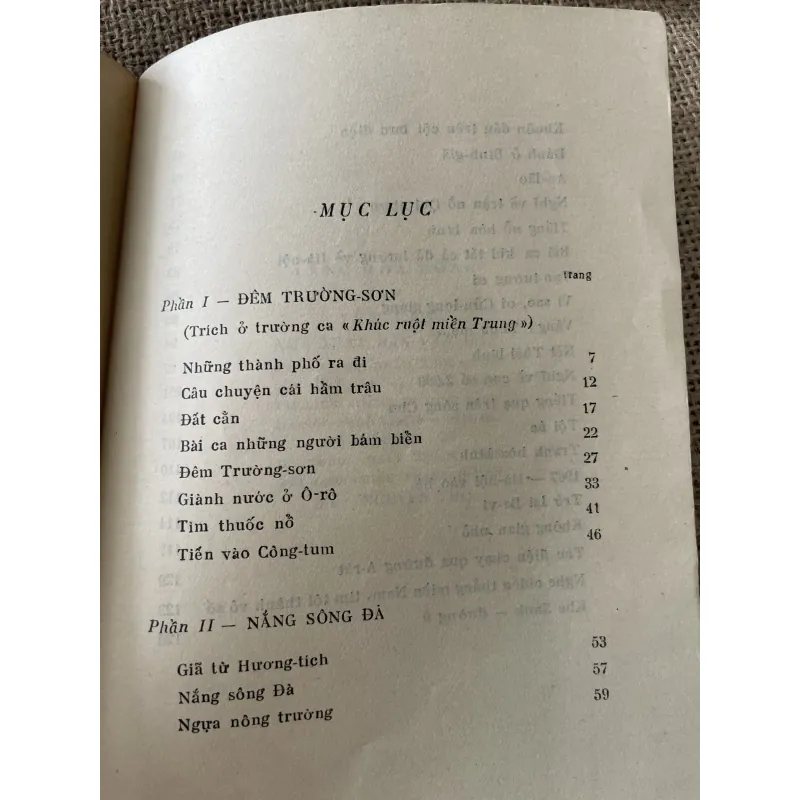 MỤC LỤC
trang
Phần I — ĐÊM TRƯỜNG-SƠN
(Trích ở trường ca « Khúc ruột miền Trung »)
Những thành phố ra đi 7
Câu chuyện cái hầm trâu 12
Đất cằn 17
Bài ca những người bám biển 22
Đêm Trường-sơn 27
Giành nước ở Ô-rô 33
Tìm thuốc nổ 41
Tiến vào Công-tum 46
Phần II — NẮNG SÔNG ĐÀ
Giã từ Hương-tích 53
Nắng sông Đà 57
Ngựa nông trường 59